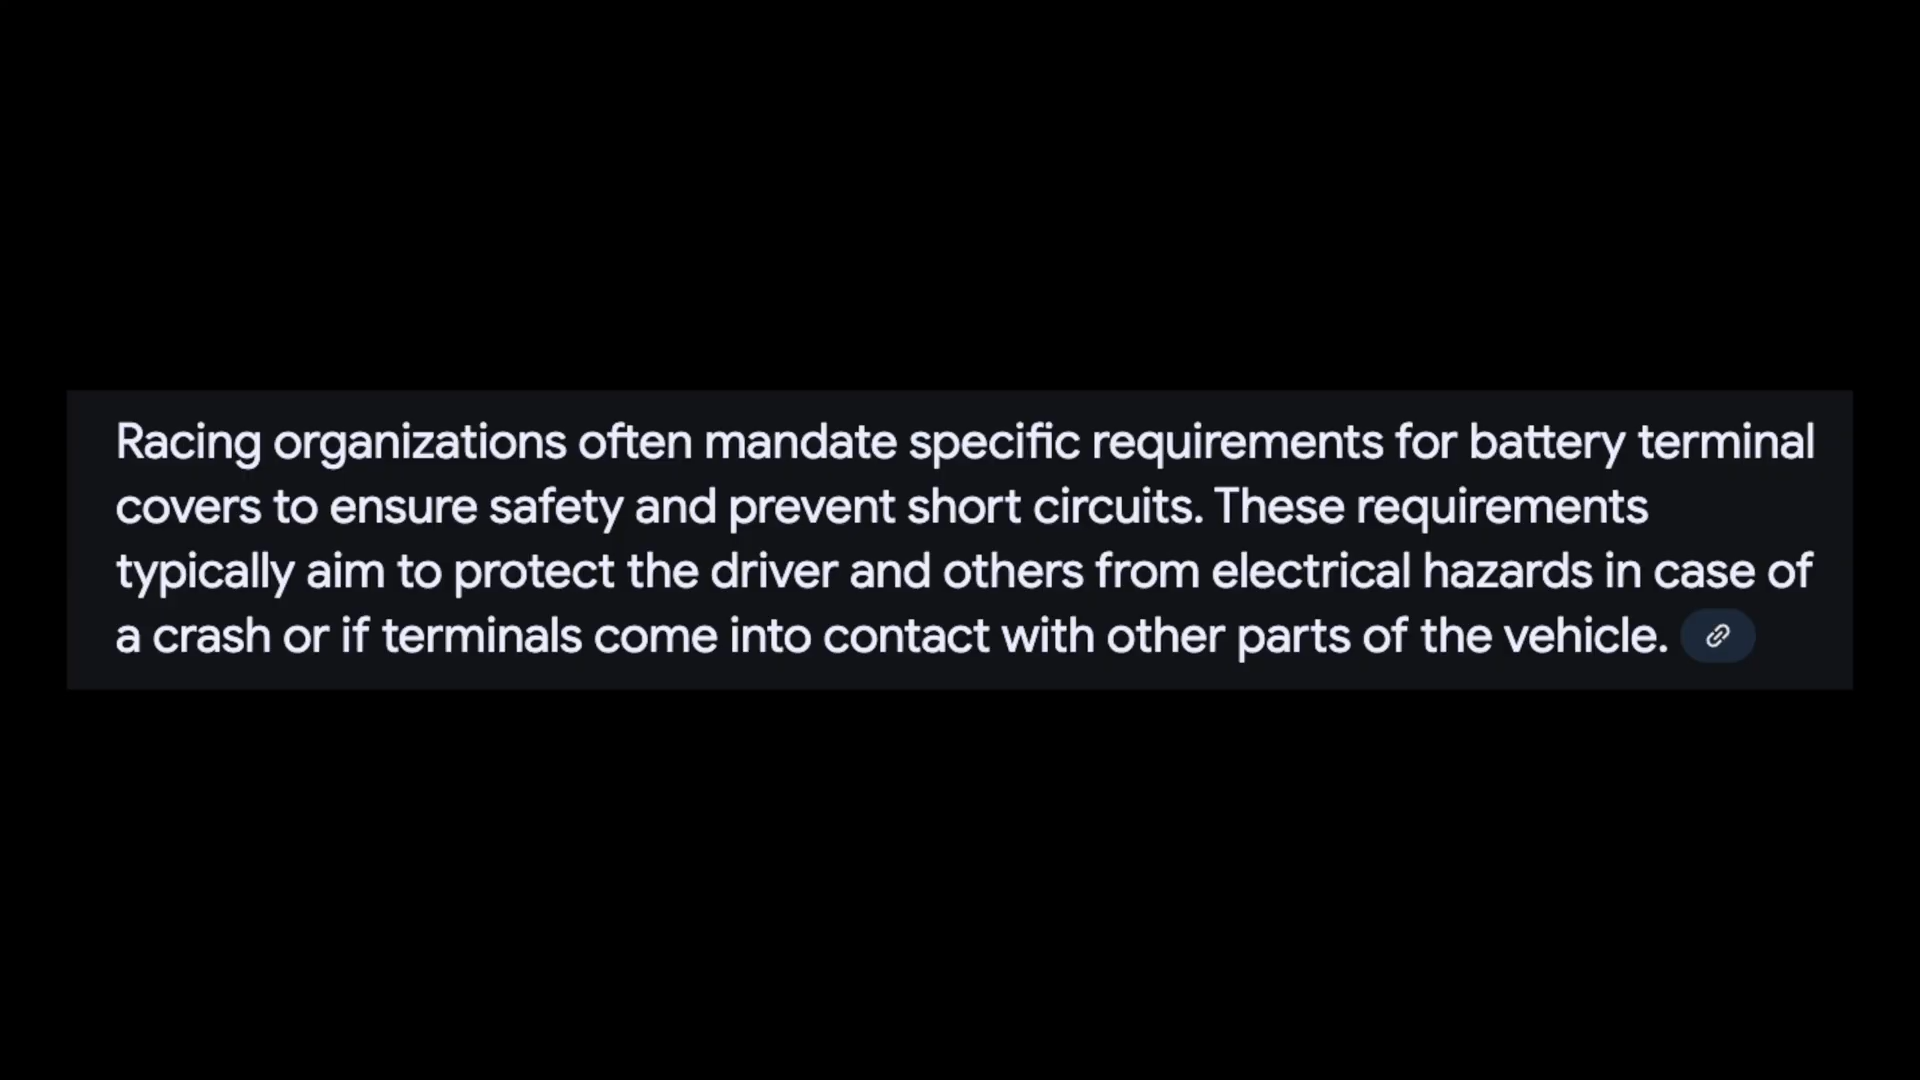 Racing organizations often mandate specific requirements for battery terminal
covers to ensure safety and prevent short circuits. These requirements
typically aim to protect the driver and others from electrical hazards in case of
a crash or if terminals come into contact with other parts of the vehicle.